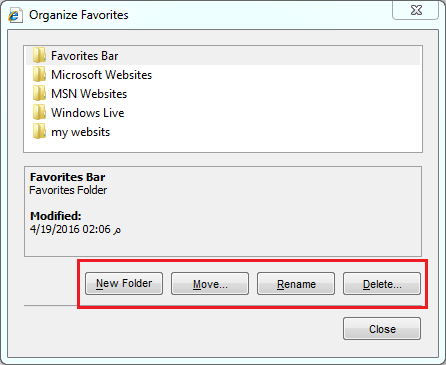 Organize Favorites
Favorites Bar
Microsoft Websites
MSN Websites
Windows Live
my websits
Favorites Bar
Favorites Folder
Modified:
4/19/2016 02:06 م
New Folder Move... Rename Delete...
Close